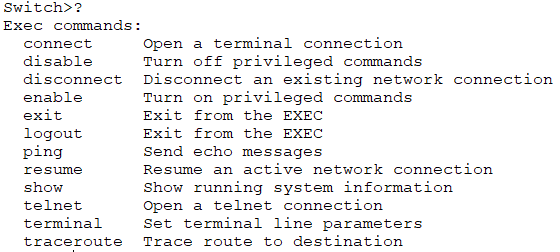 Switch>?
Exec commands:
  connect     Open a terminal connection
  disable     Turn off privileged commands
  disconnect  Disconnect an existing network connection
  enable      Turn on privileged commands
  exit        Exit from the EXEC
  logout      Exit from the EXEC
  ping        Send echo messages
  resume      Resume an active network connection
  show        Show running system information
  telnet      Open a telnet connection
  terminal    Set terminal line parameters
  traceroute  Trace route to destination